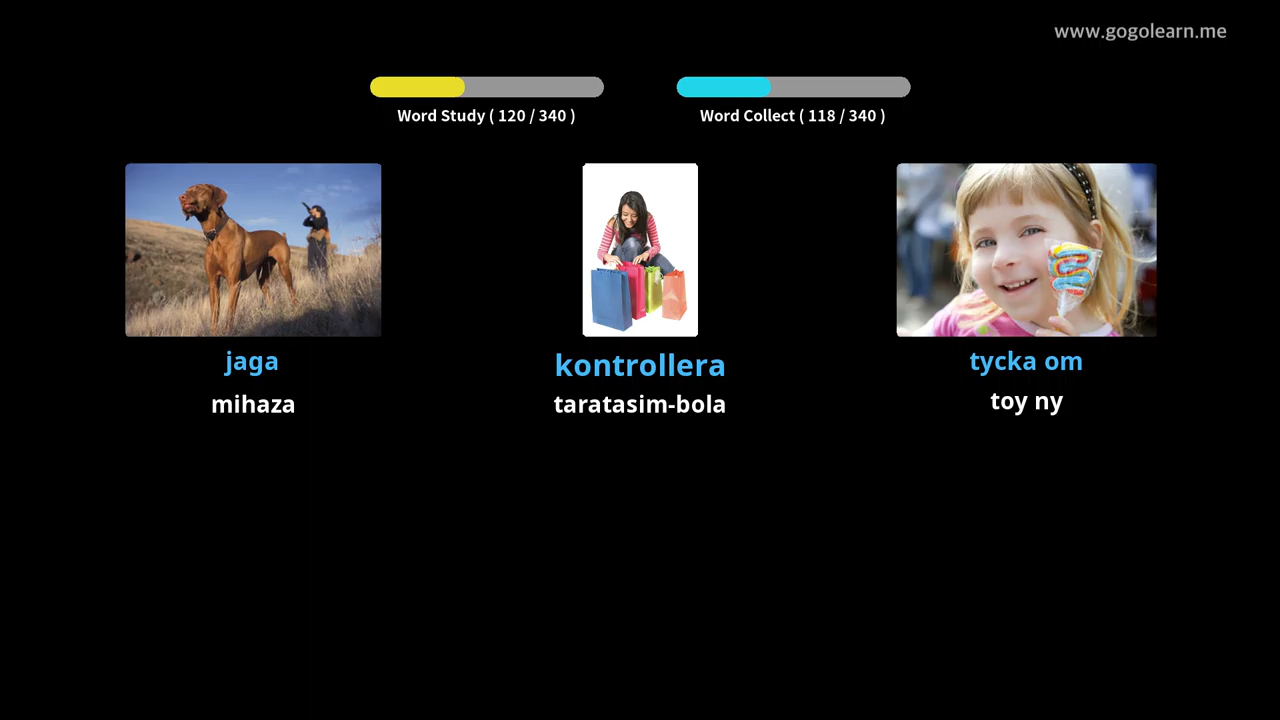 www.gogolearn.me
Word Study ( 120 / 340 )
Word Collect ( 118 / 340 )
jaga
kontrollera
tycka om
mihaza
taratasim-bola
toy ny